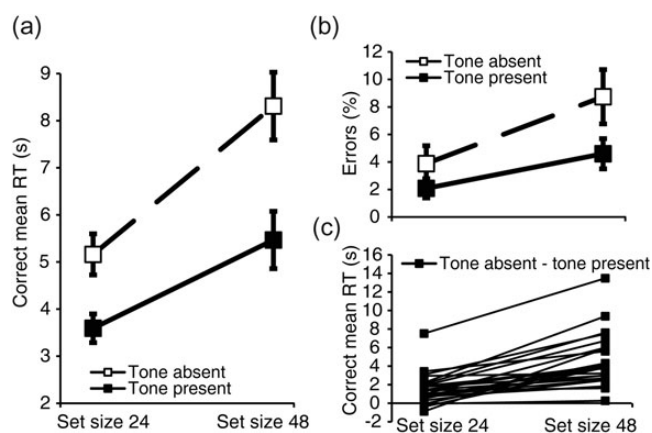 (a)
Correct mean RT (s)
9
8
7
6
5
4
3
2
Tone absent
Tone present
Set size 24 Set size 48
(b)
Errors (%)
12
10
8
6
4
2
0
Tone absent
Tone present
(c)
Correct mean RT (s)
16
14
12
10
8
6
4
2
0
-2
Tone absent - tone present
Set size 24 Set size 48